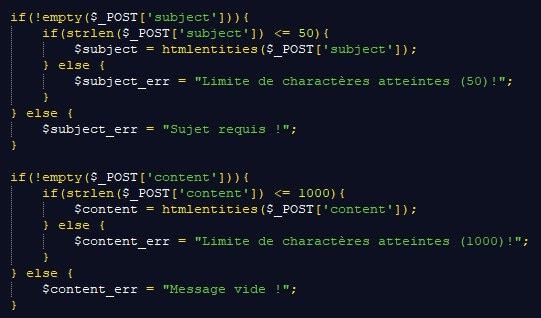 if(!empty($_POST['subject'])){
    if(strlen($_POST['subject']) <= 50){
        $subject = htmlentities($_POST['subject']);
    } else {
        $subject_err = "Limite de charactères atteintes (50)!";
    }
} else {
    $subject_err = "Sujet requis !";
}

if(!empty($_POST['content'])){
    if(strlen($_POST['content']) <= 1000){
        $content = htmlentities($_POST['content']);
    } else {
        $content_err = "Limite de charactères atteintes (1000)!";
    }
} else {
    $content_err = "Message vide !";
}